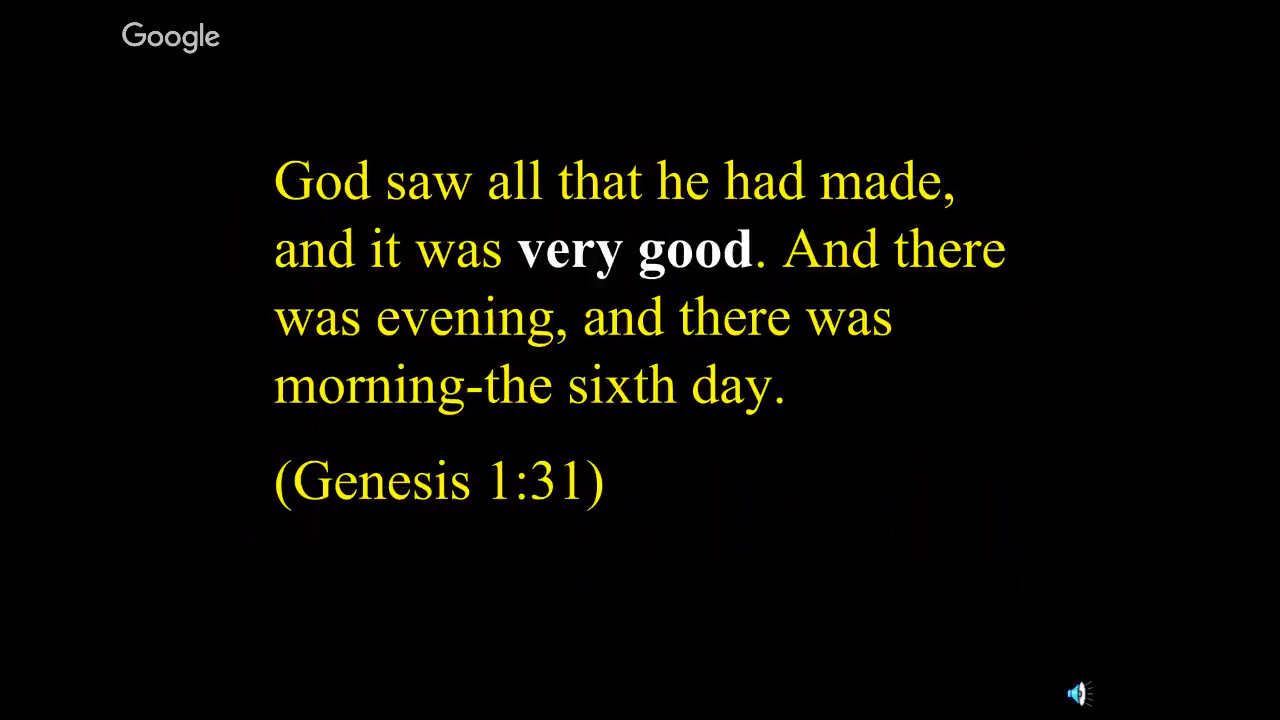 Google
God saw all that he had made,
and it was very good. And there
was evening, and there was
morning-the sixth day.
(Genesis 1:31)